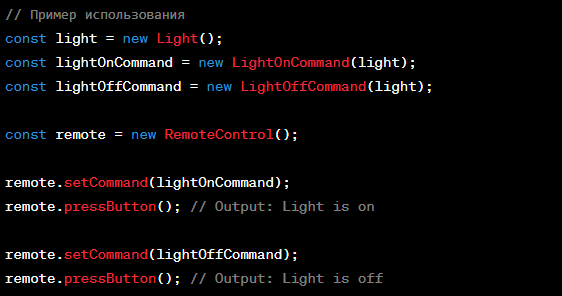 // Пример использования
const light = new Light();
const lightOnCommand = new LightOnCommand(light);
const lightOffCommand = new LightOffCommand(light);
const remote = new RemoteControl();
remote.setCommand(lightOnCommand);
remote.pressButton(); // Output: Light is on
remote.setCommand(lightOffCommand);
remote.pressButton(); // Output: Light is off